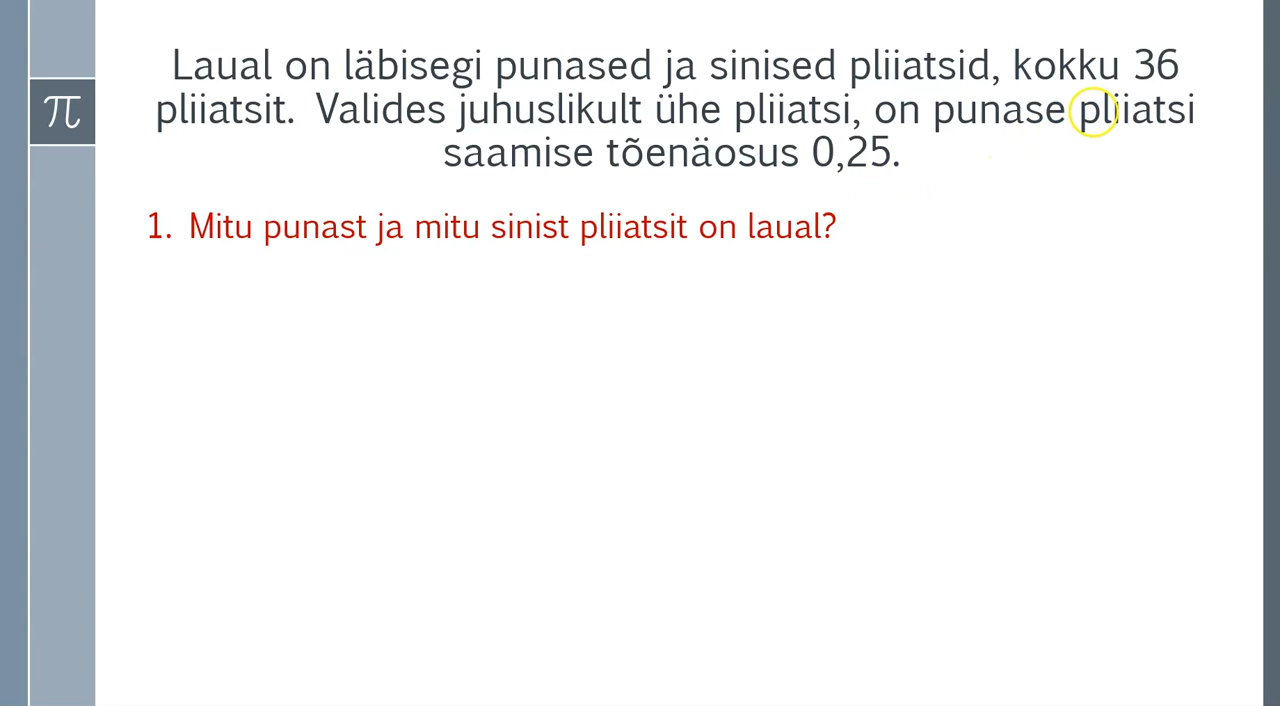 π
Laual on läbisegi punased ja sinised pliiatsid, kokku 36
pliiatsit. Valides juhuslikult ühe pliiatsi, on punase pliiatsi
saamise tõenäosus 0,25.
1. Mitu punast ja mitu sinist pliiatsit on laual?